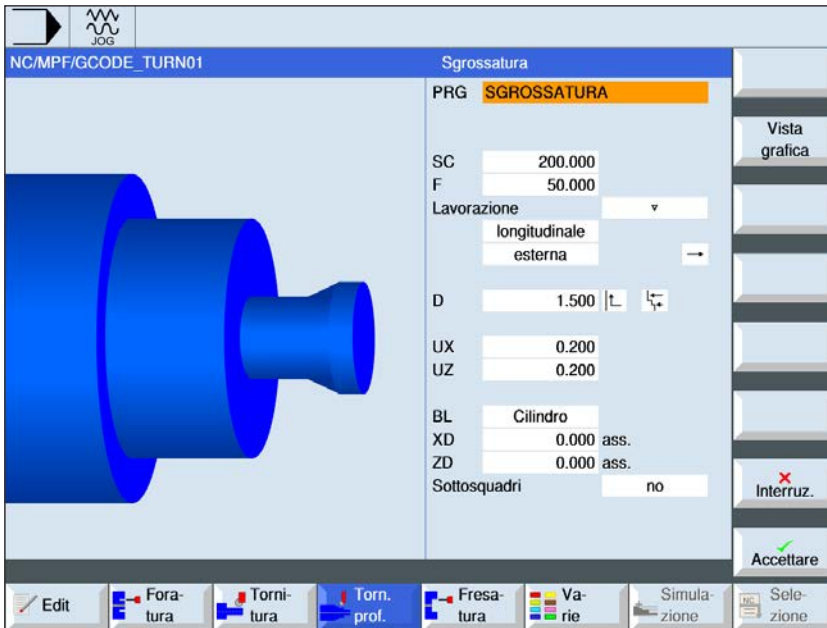 JOG
NC/MPF/GCODE_TURN01
Sgrossatura
PRG SGROSSATURA
SC 200.000
F 50.000
Lavorazione ▿
longitudinale
esterna
D 1.500
UX 0.200
UZ 0.200
BL Cilindro
XD 0.000 ass.
ZD 0.000 ass.
Sottosquadri no
Vista
grafica
Interruz.
Accettare
Edit
Fora-
tura
Torni-
tura
Torn.
prof.
Fresa-
tura
Va-
rie
Simula-
zione
NC
Sele-
zione